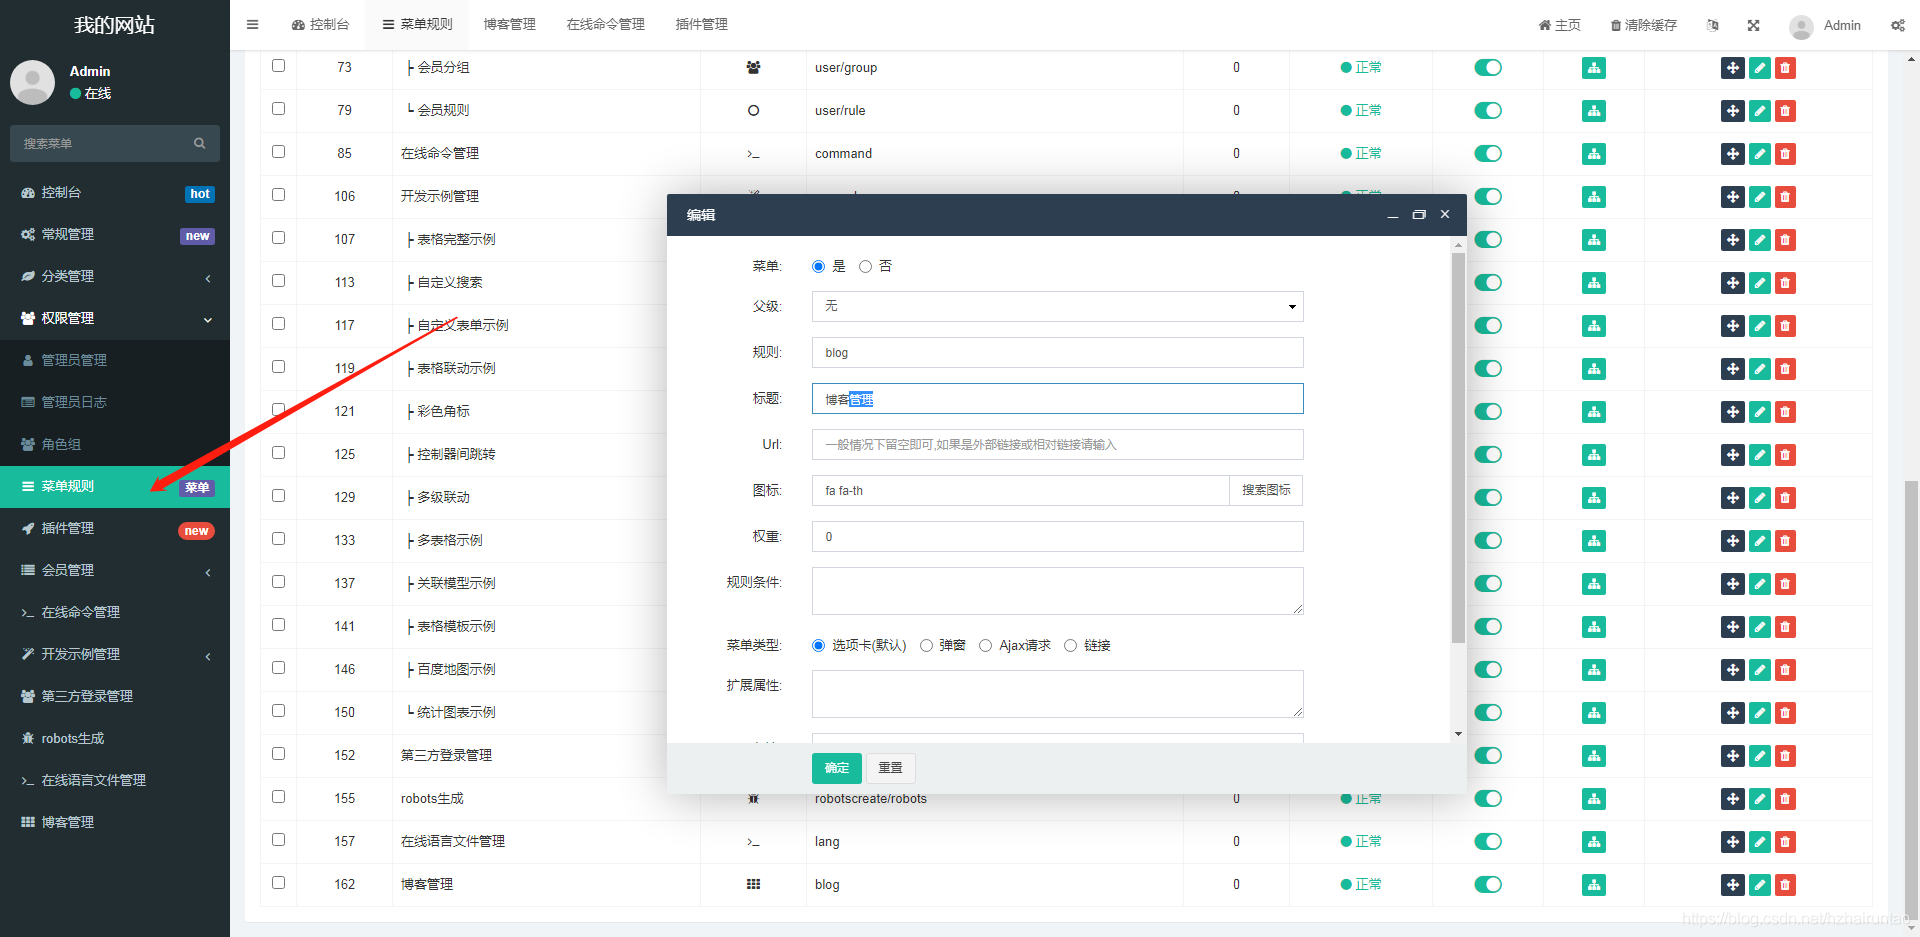 我的网站
控制台
菜单规则
博客管理
在线命令管理
插件管理
主页
清除缓存
Admin
Admin
在线
搜索菜单
控制台 hot
常规管理 new
分类管理
权限管理
管理员管理
管理员日志
角色组
菜单规则 菜单
插件管理 new
会员管理
在线命令管理
开发示例管理
第三方登录管理
robots生成
在线语言文件管理
博客管理
73 ├ 会员分组 user/group 0 正常
79 └ 会员规则 user/rule 0 正常
85 在线命令管理 command 0 正常
106 开发示例管理
107 ├ 表格完整示例
113 ├ 自定义搜索
117 ├ 自定义表单示例
119 ├ 表格联动示例
121 ├ 彩色角标
125 ├ 控制器间跳转
129 ├ 多级联动
133 ├ 多表格示例
137 ├ 关联模型示例
141 ├ 表格模板示例
146 ├ 百度地图示例
150 └ 统计图表示例
152 第三方登录管理
155 robots生成 robotscreate/robots 0 正常
157 在线语言文件管理 lang 0 正常
162 博客管理 blog 0 正常
编辑
菜单: 是 否
父级: 无
规则: blog
标题: 博客管理
Url: 一般情况下留空即可,如果是外部链接或相对链接请输入
图标: fa fa-th 搜索图标
权重: 0
规则条件:
菜单类型: 选项卡(默认) 弹窗 Ajax请求 链接
扩展属性:
确定 重置
https://blog.csdn.net/hzhairuntao